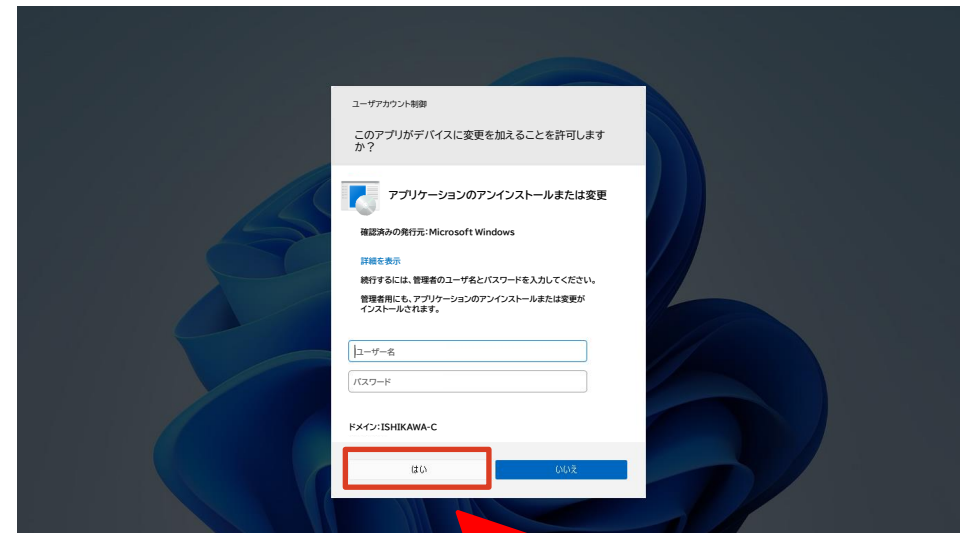 ユーザアカウント制御
このアプリがデバイスに変更を加えることを許可します
か？
アプリケーションのアンインストールまたは変更
確認済みの発行元：Microsoft Windows
詳細を表示
続行するには、管理者のユーザ名とパスワードを入力してください。
管理者用にも、アプリケーションのアンインストールまたは変更が
インストールされます。
ユーザー名
パスワード
ドメイン：ISHIKAWA-C
はい
いいえ